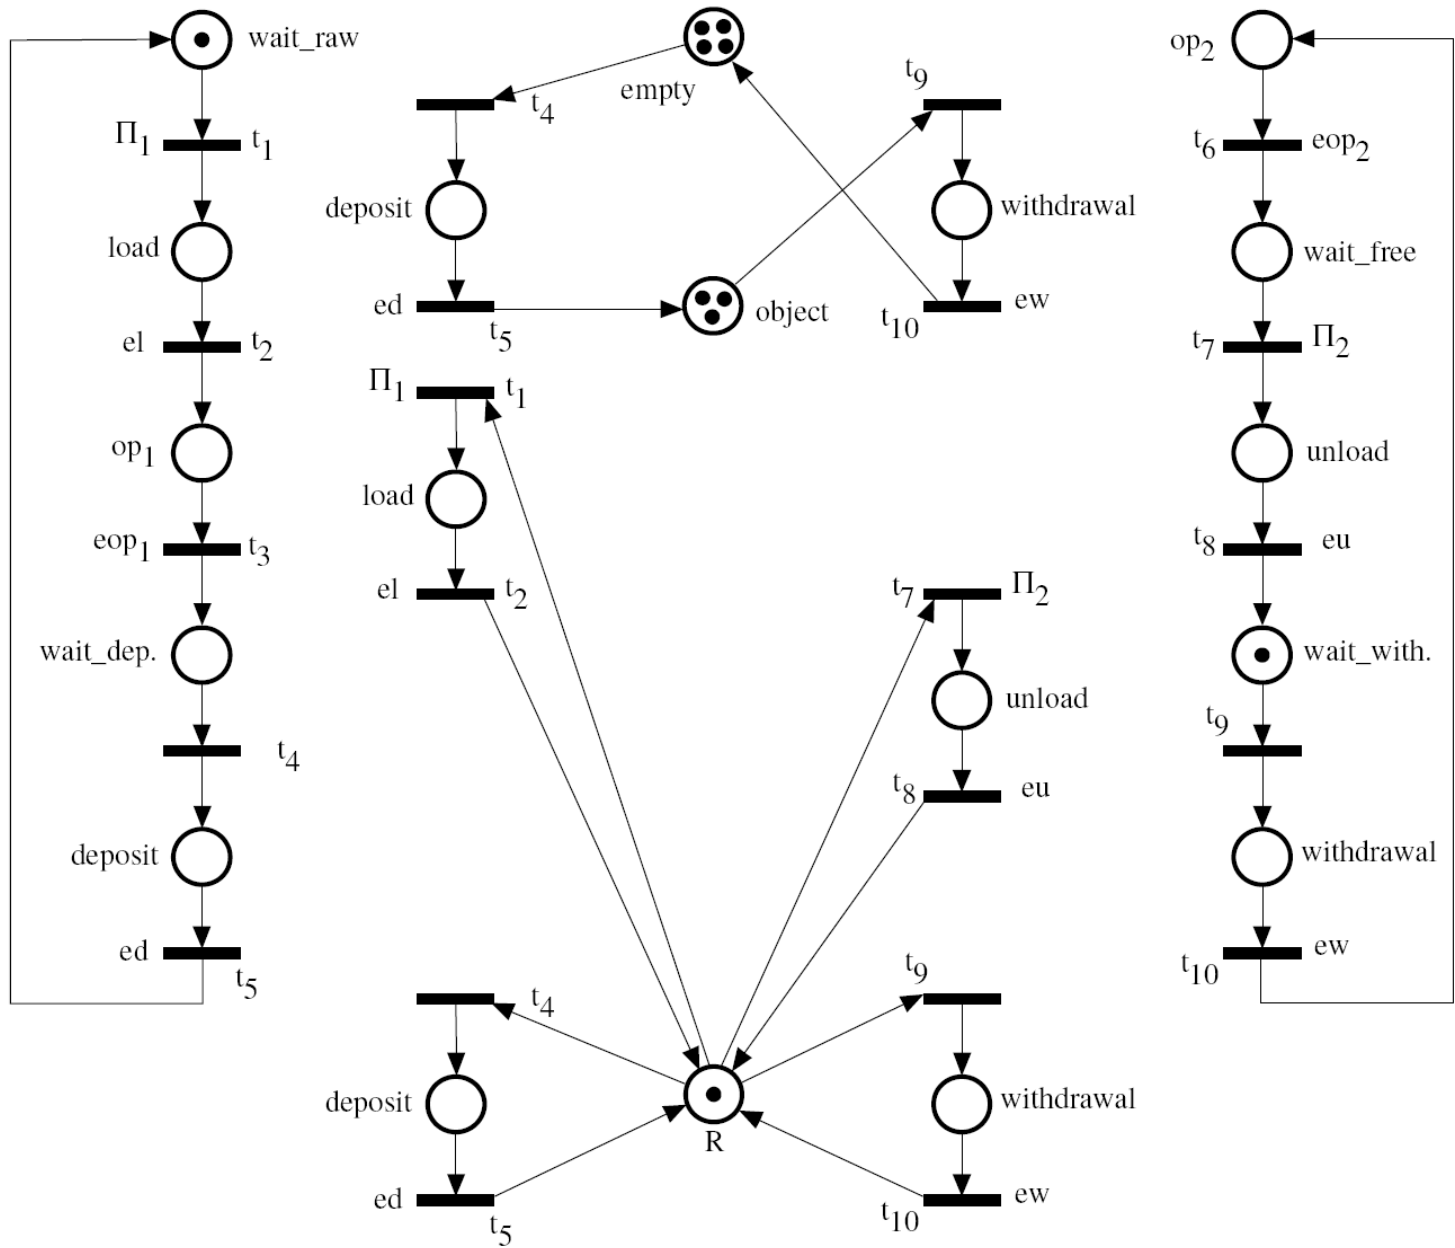 wait_raw
Π1 t1
load
el t2
op1
eop1 t3
wait_dep.
t4
deposit
ed t5
empty
t4
t9
deposit
withdrawal
ed
t5
object
t10
ew
Π1 t1
load
el t2
t7 Π2
unload
t8 eu
t4
t9
deposit
withdrawal
R
ed
t5
t10
ew
op2
t6 eop2
wait_free
t7 Π2
unload
t8 eu
wait_with.
t9
withdrawal
t10 ew